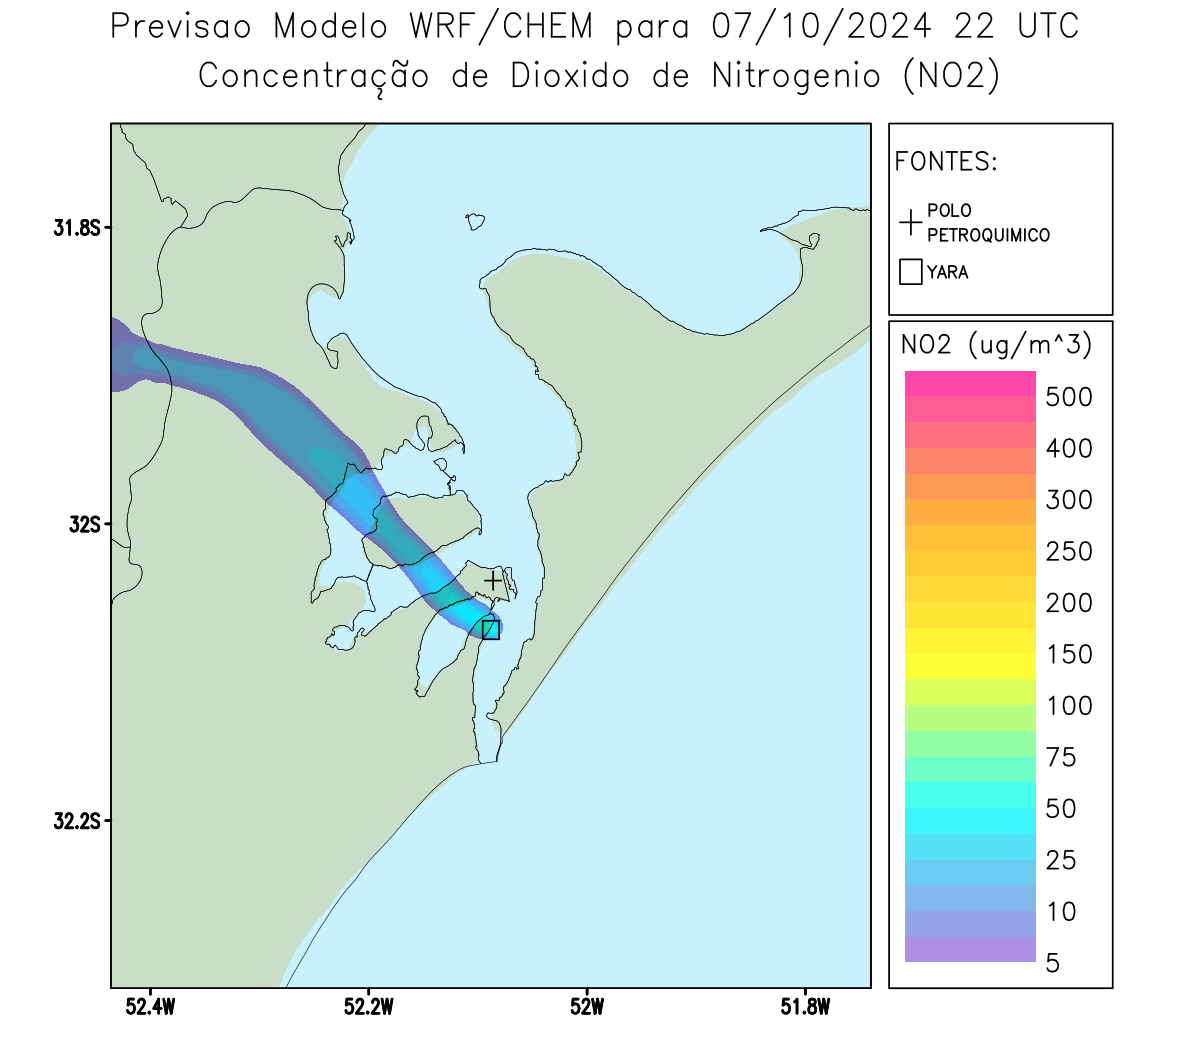 Previsao Modelo WRF/CHEM para 07/10/2024 22 UTC
Concentração de Dioxido de Nitrogenio (NO2)
FONTES:
POLO
PETROQUIMICO
YARA
NO2 (ug/m^3)
500
400
300
250
200
150
100
75
50
25
10
5
31.8S
32S
32.2S
52.4W
52.2W
52W
51.8W